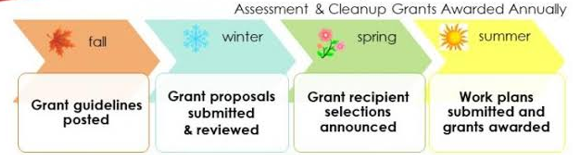 Assessment & Cleanup Grants Awarded Annually
fall
winter
spring
summer
Grant guidelines
posted
Grant proposals
submitted
& reviewed
Grant recipient
selections
announced
Work plans
submitted and
grants awarded